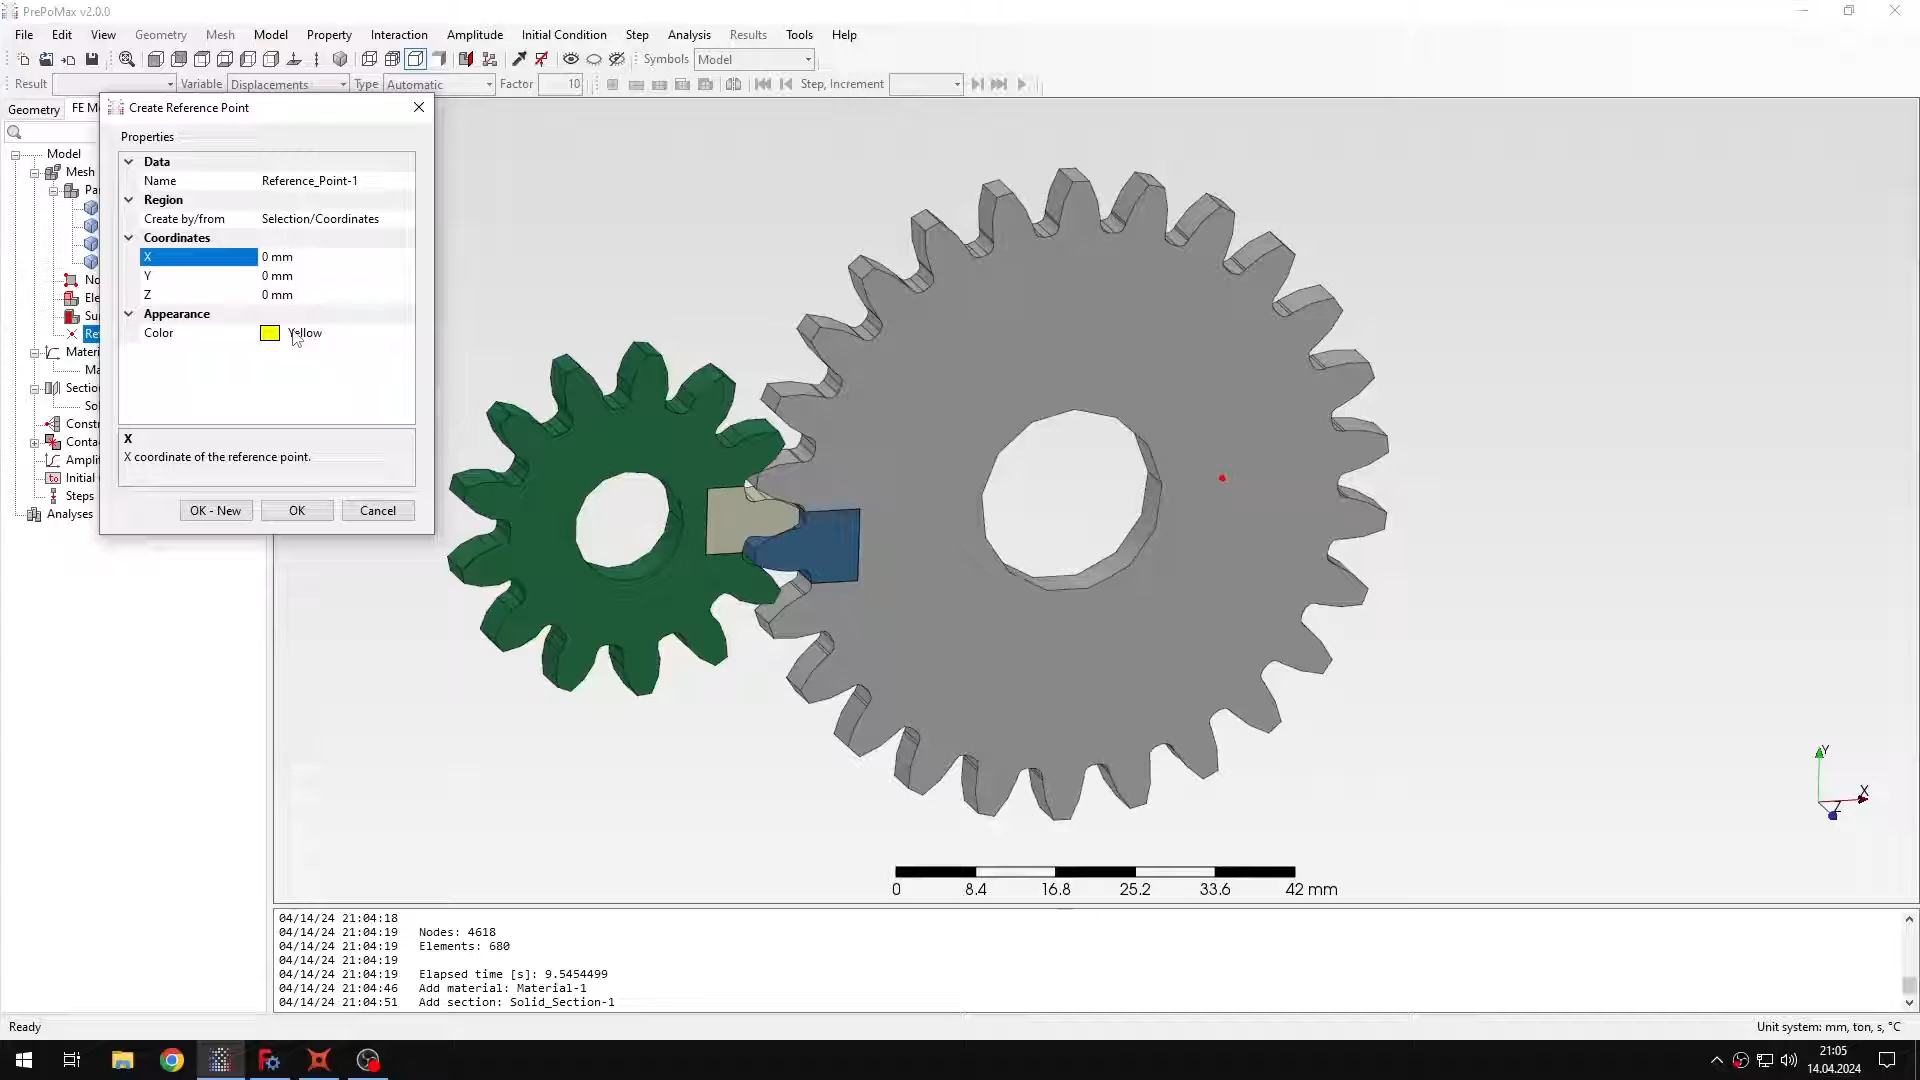 PrePoMax v2.0.0
File Edit View Geometry Mesh Model Property Interaction Amplitude Initial Condition Step Analysis Results Tools Help
Symbols Model
Result Variable Displacements Type Automatic Factor 10 Step, Increment
Geometry FE M
Create Reference Point
Properties
Data
Name Reference_Point-1
Region
Create by/from Selection/Coordinates
Coordinates
X 0 mm
Y 0 mm
Z 0 mm
Appearance
Color Yellow
X
X coordinate of the reference point.
OK - New OK Cancel
Model
Mesh
Pa
No
Ele
Su
Re
Materi
Ma
Sectio
So
Constr
Conta
Ampli
Initial
Steps
Analyses
Y
X
Z
0 8.4 16.8 25.2 33.6 42 mm
04/14/24 21:04:18
04/14/24 21:04:19 Nodes: 4618
04/14/24 21:04:19 Elements: 680
04/14/24 21:04:19
04/14/24 21:04:19 Elapsed time [s]: 9.5454499
04/14/24 21:04:46 Add material: Material-1
04/14/24 21:04:51 Add section: Solid_Section-1
Ready
Unit system: mm, ton, s, °C
21:05
14.04.2024